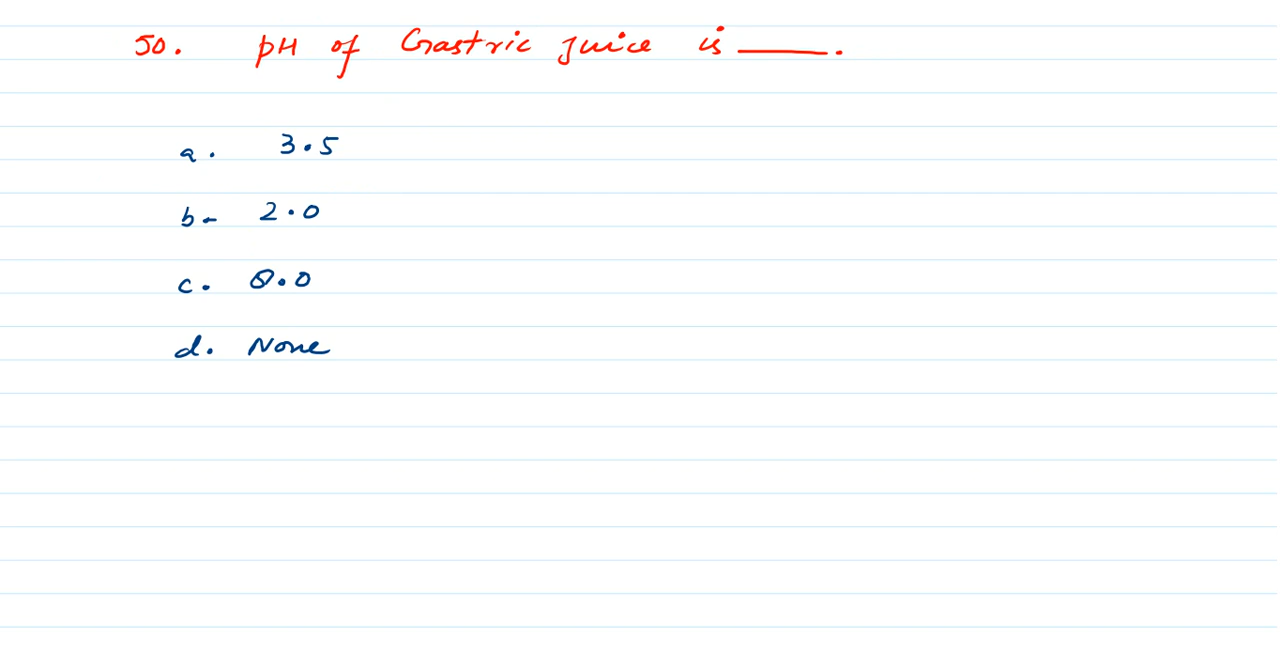 50. pH of Gastric juice is ____.
a. 3.5
b. 2.0
c. 8.0
d. None